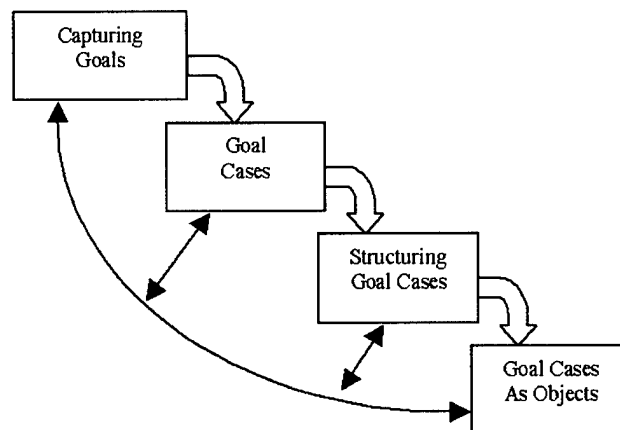 Capturing
Goals
Goal
Cases
Structuring
Goal Cases
Goal Cases
As Objects